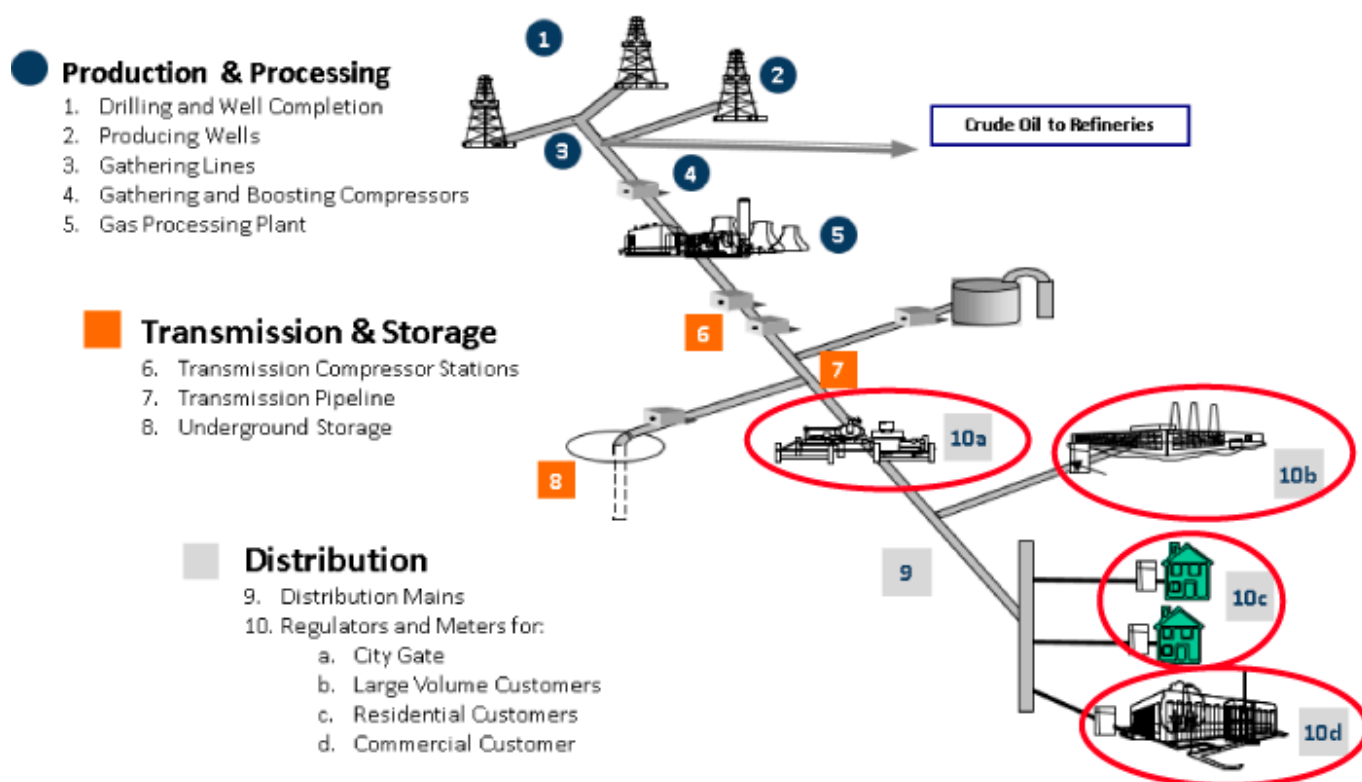 Production & Processing
1. Drilling and Well Completion
2. Producing Wells
3. Gathering Lines
4. Gathering and Boosting Compressors
5. Gas Processing Plant
1
2
3
4
5
Crude Oil to Refineries
Transmission & Storage
6. Transmission Compressor Stations
7. Transmission Pipeline
8. Underground Storage
6
7
8
10a
10b
Distribution
9. Distribution Mains
10. Regulators and Meters for:
a. City Gate
b. Large Volume Customers
c. Residential Customers
d. Commercial Customer
9
10c
10d